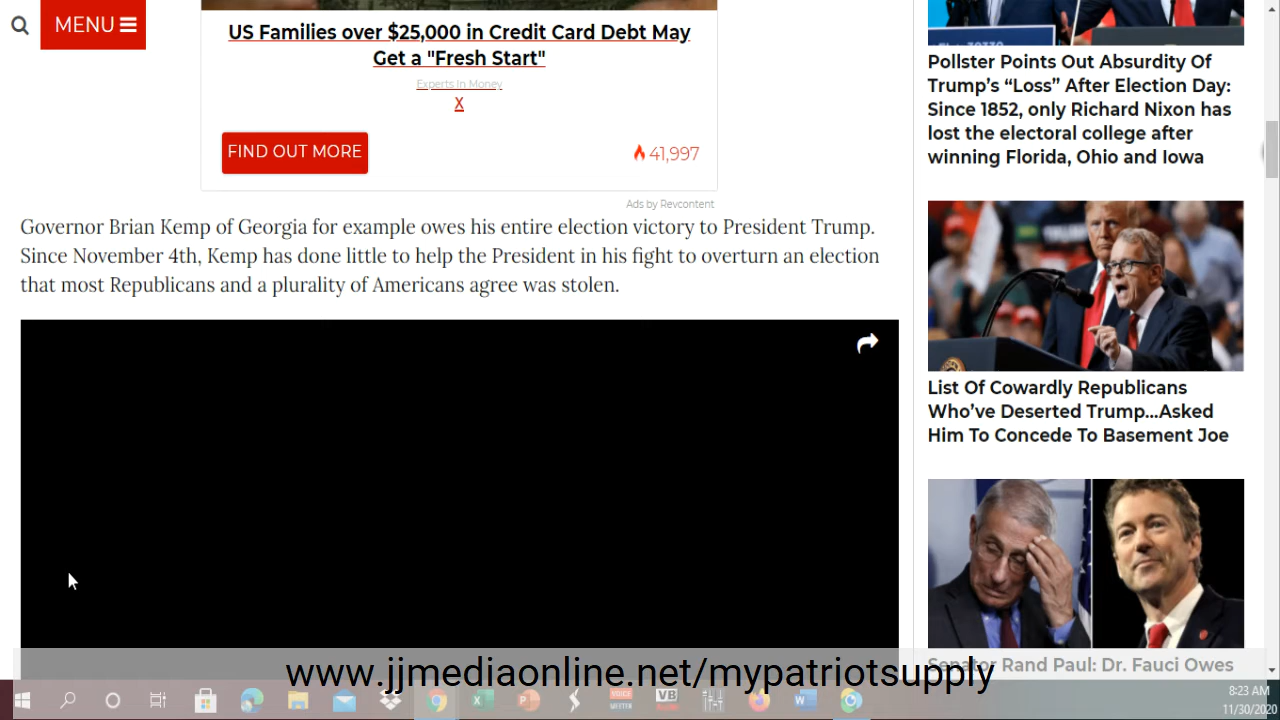 MENU
US Families over $25,000 in Credit Card Debt May
Get a "Fresh Start"
Experts In Money
X
FIND OUT MORE
41,997
Ads by Revcontent
Governor Brian Kemp of Georgia for example owes his entire election victory to President Trump.
Since November 4th, Kemp has done little to help the President in his fight to overturn an election
that most Republicans and a plurality of Americans agree was stolen.
Pollster Points Out Absurdity Of
Trump’s “Loss” After Election Day:
Since 1852, only Richard Nixon has
lost the electoral college after
winning Florida, Ohio and Iowa
List Of Cowardly Republicans
Who’ve Deserted Trump...Asked
Him To Concede To Basement Joe
Senator Rand Paul: Dr. Fauci Owes
www.jjmediaonline.net/mypatriotsupply
VOICE
VB
8:23 AM
11/30/2020